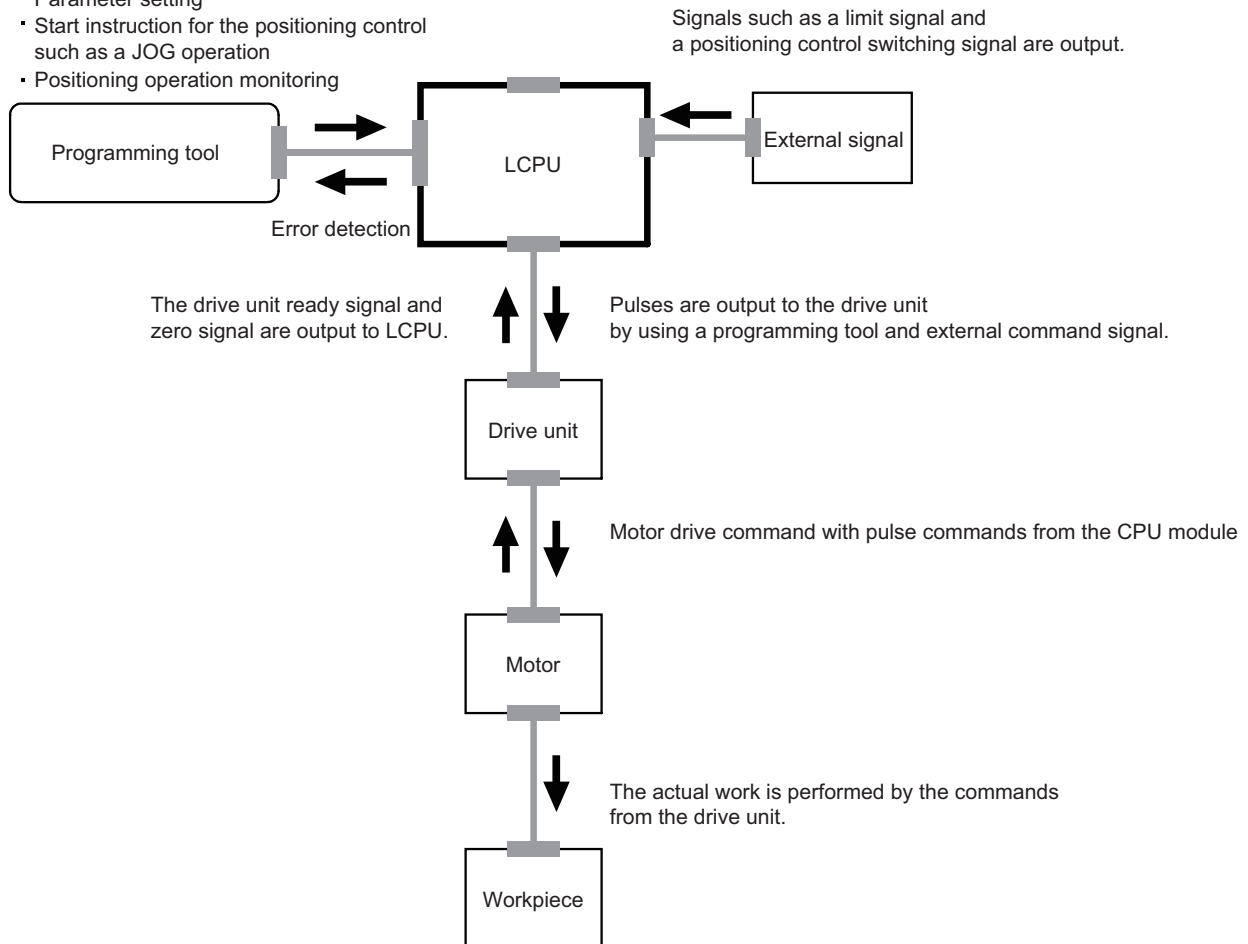 Parameter setting
Start instruction for the positioning control
such as a JOG operation
Positioning operation monitoring
Signals such as a limit signal and
a positioning control switching signal are output.
Programming tool
LCPU
External signal
Error detection
The drive unit ready signal and
zero signal are output to LCPU.
Pulses are output to the drive unit
by using a programming tool and external command signal.
Drive unit
Motor drive command with pulse commands from the CPU module
Motor
The actual work is performed by the commands
from the drive unit.
Workpiece